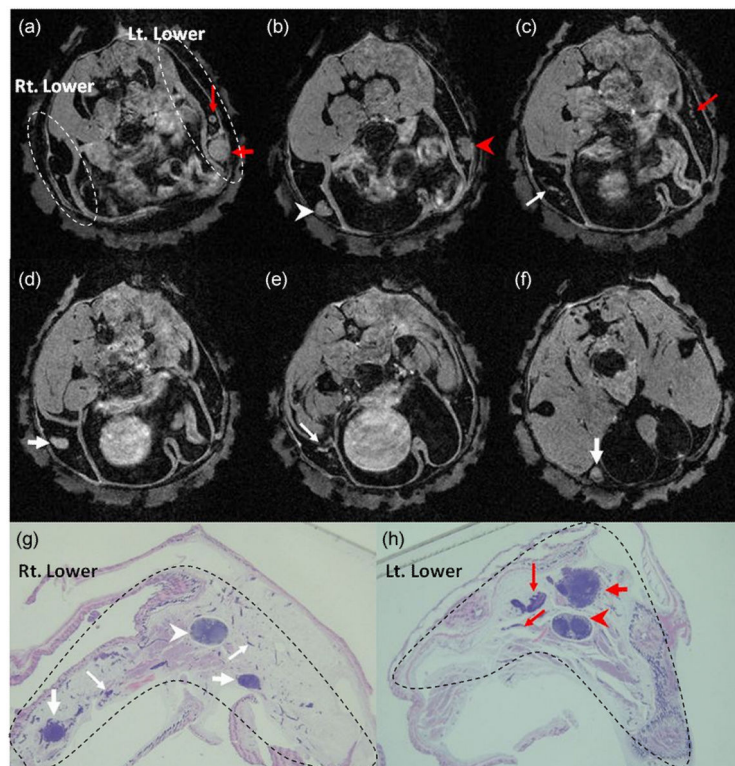 (a)
Lt. Lower
Rt. Lower
(b)
(c)
(d)
(e)
(f)
(g)
Rt. Lower
(h)
Lt. Lower